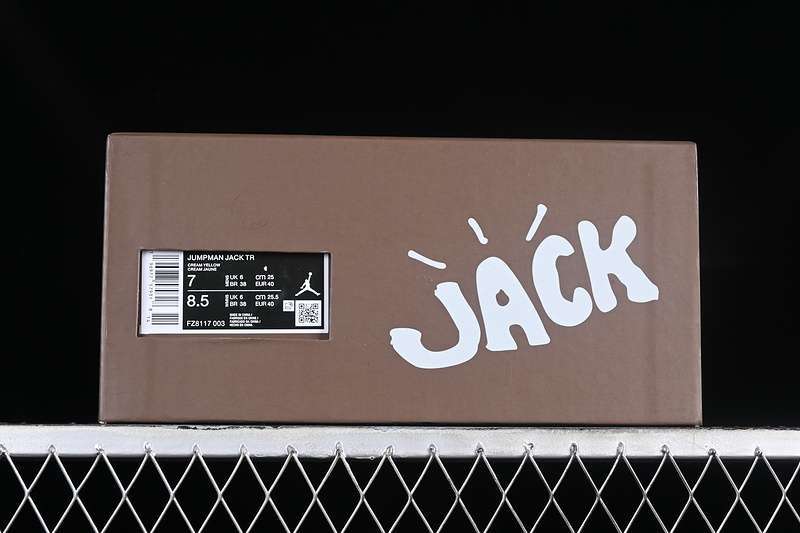 JUMPMAN JACK TR
CREAM YELLOW
CREAM JAUNE
7 UK 6 cm 25
BR 38 EUR 40
8.5 UK 6 cm 25.5
BR 38 EUR 40
FZ8117 003
MADE IN CHINA
JACK